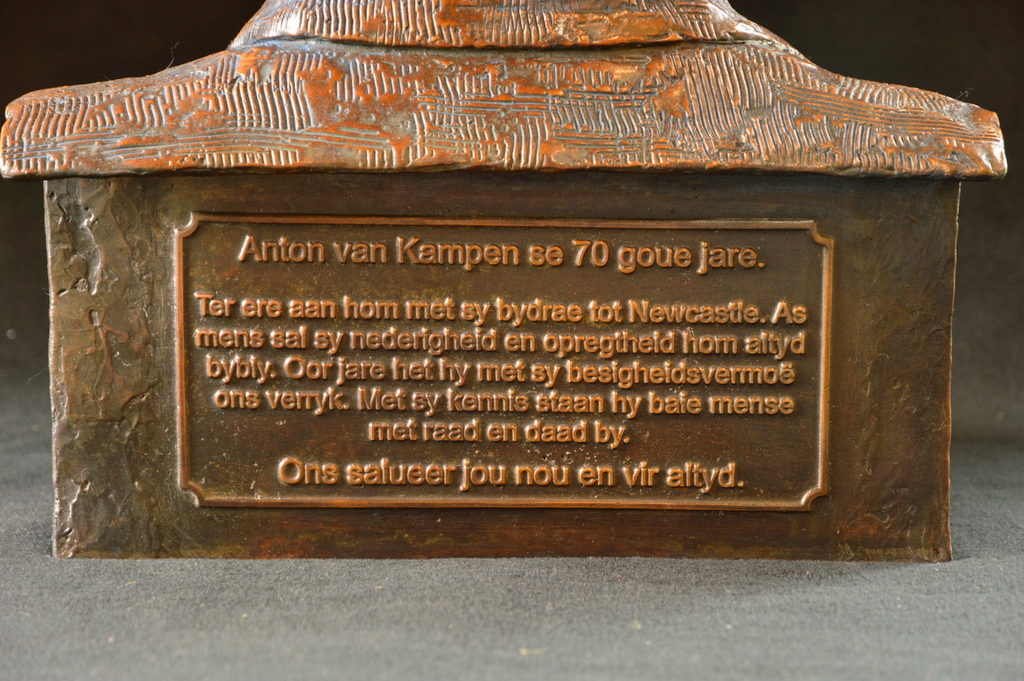 Anton van Kampen se 70 goue jare.
Ter ere aan hom met sy bydrae tot Newcastle. As
mens sal sy nederigheid en opregtheid hom altyd
bybly. Oor jare het hy met sy besigheidsvermoë
ons verryk. Met sy kennis staan hy baie mense
met raad en daad by.
Ons salueer jou nou en vir altyd.